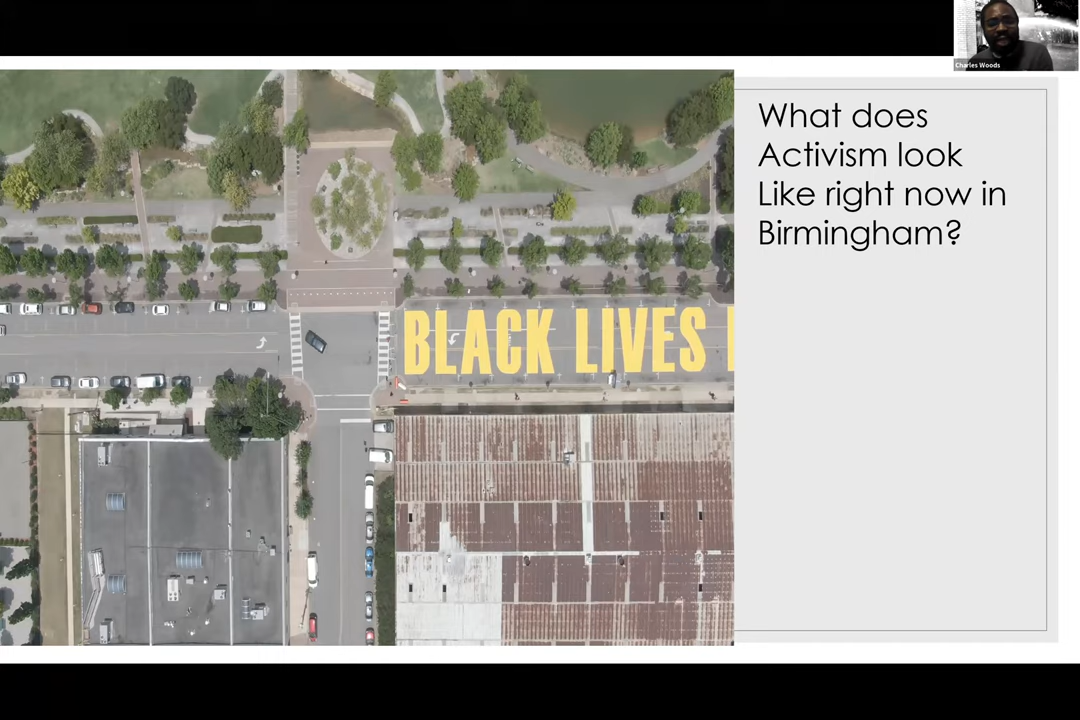 Charles Woods
What does
Activism look
Like right now in
Birmingham?
BLACK LIVES